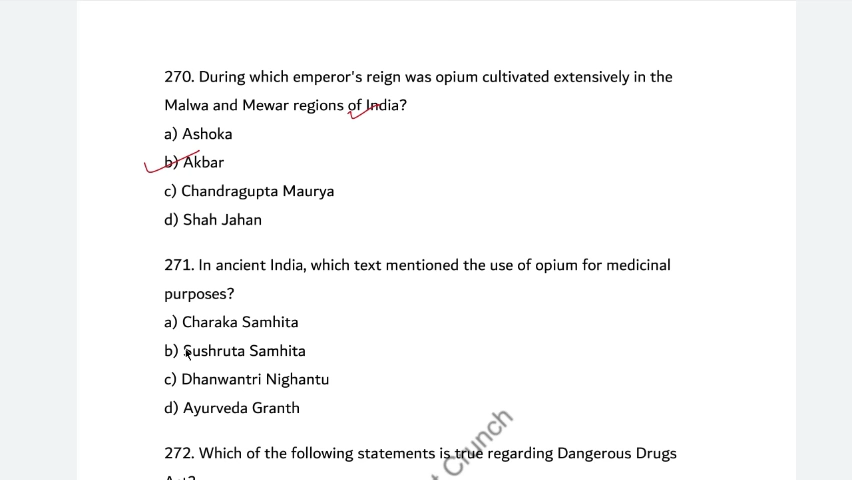 270. During which emperor's reign was opium cultivated extensively in the
Malwa and Mewar regions of India?
a) Ashoka
b) Akbar
c) Chandragupta Maurya
d) Shah Jahan
271. In ancient India, which text mentioned the use of opium for medicinal
purposes?
a) Charaka Samhita
b) Sushruta Samhita
c) Dhanwantri Nighantu
d) Ayurveda Granth
272. Which of the following statements is true regarding Dangerous Drugs
Crunch